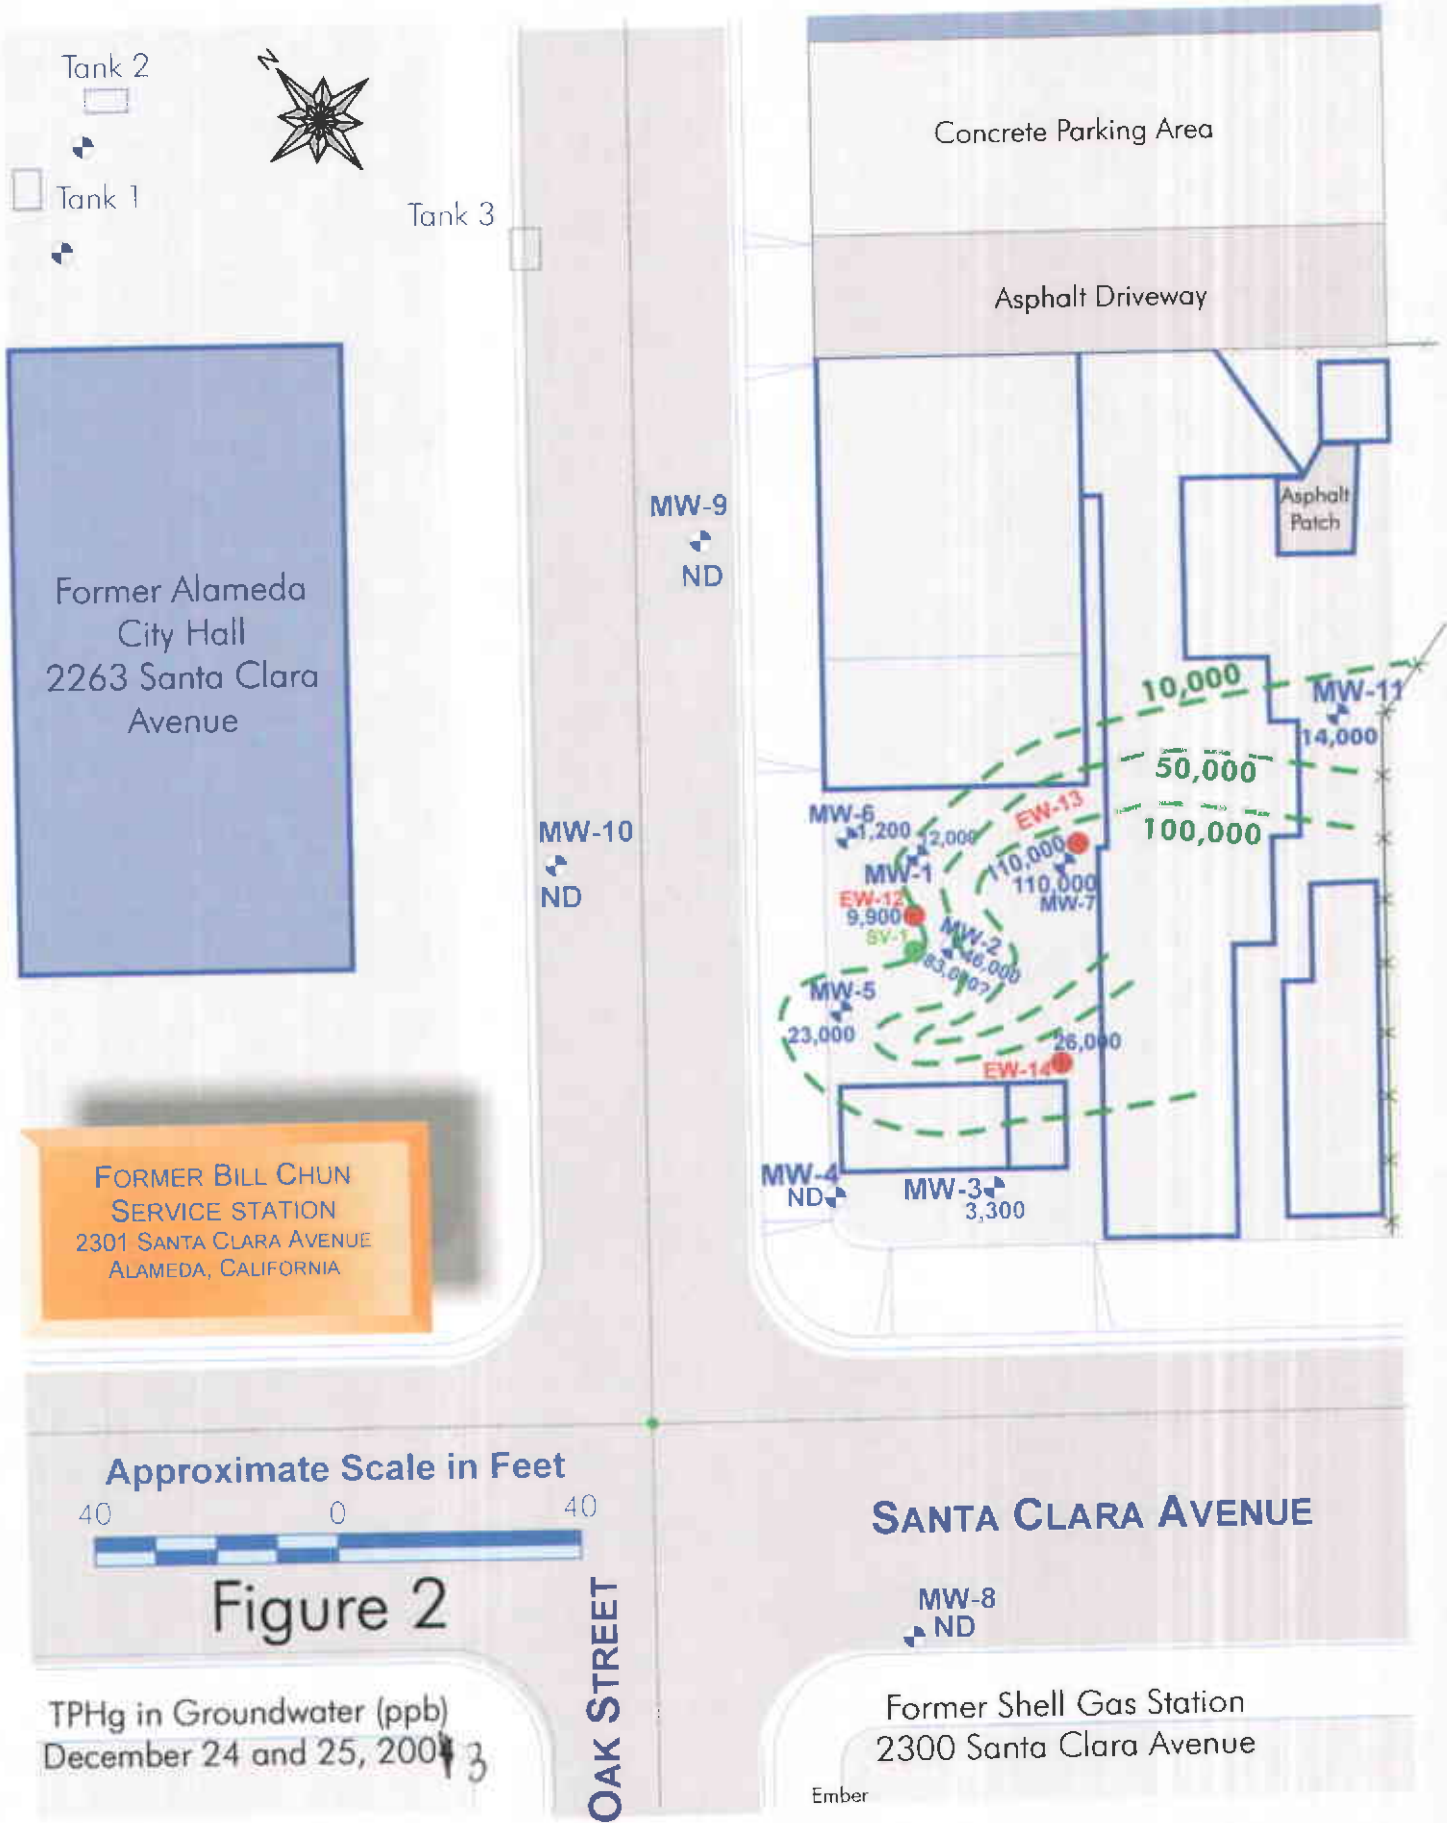 Tank 2
N
Tank 1
Tank 3
Concrete Parking Area
Asphalt Driveway
Asphalt
Patch
Former Alameda
City Hall
2263 Santa Clara
Avenue
MW-9
ND
MW-10
ND
10,000
MW-11
14,000
50,000
100,000
EW-13
110,000
110,000
MW-7
MW-6
1,200
MW-1
EW-12
9,900
SV-1
MW-2
46,000
MW-5
23,000
26,000
EW-14
MW-4
ND
MW-3
3,300
FORMER BILL CHUN
SERVICE STATION
2301 SANTA CLARA AVENUE
ALAMEDA, CALIFORNIA
Approximate Scale in Feet
40 0 40
Figure 2
TPHg in Groundwater (ppb)
December 24 and 25, 200 3
OAK STREET
SANTA CLARA AVENUE
MW-8
ND
Former Shell Gas Station
2300 Santa Clara Avenue
Ember